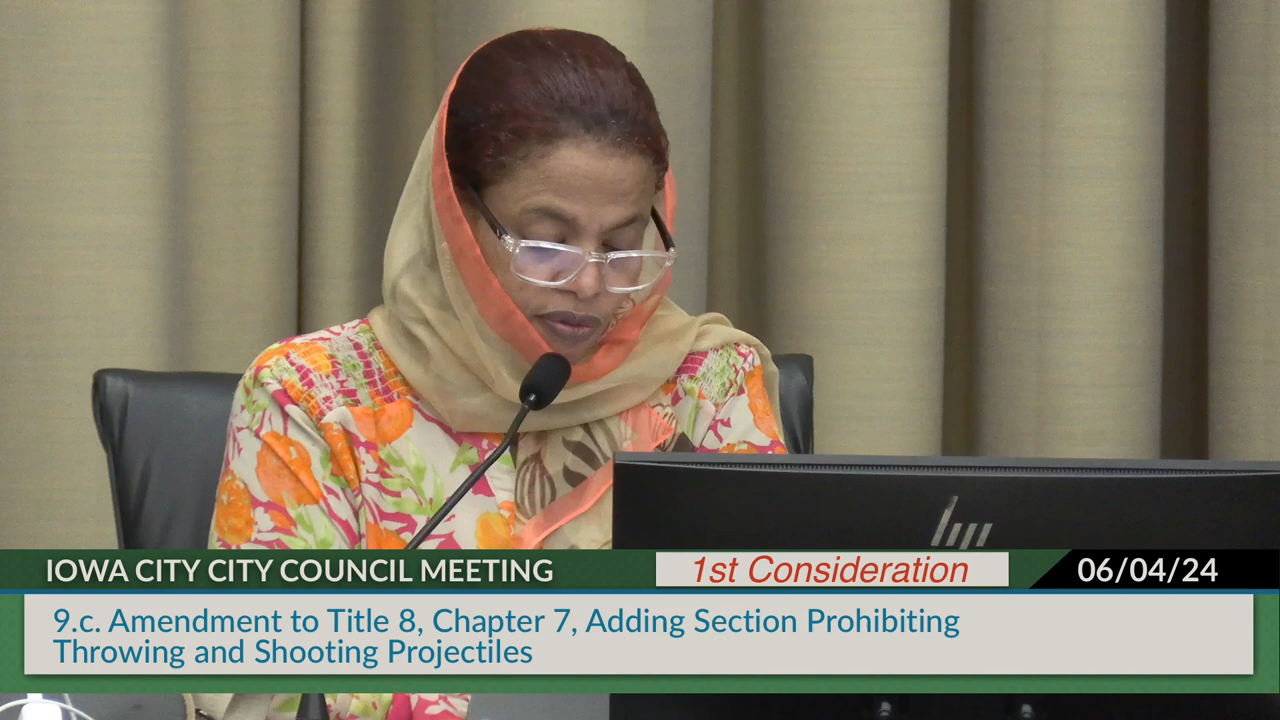 hp
IOWA CITY CITY COUNCIL MEETING
1st Consideration
06/04/24
9.c. Amendment to Title 8, Chapter 7, Adding Section Prohibiting
Throwing and Shooting Projectiles